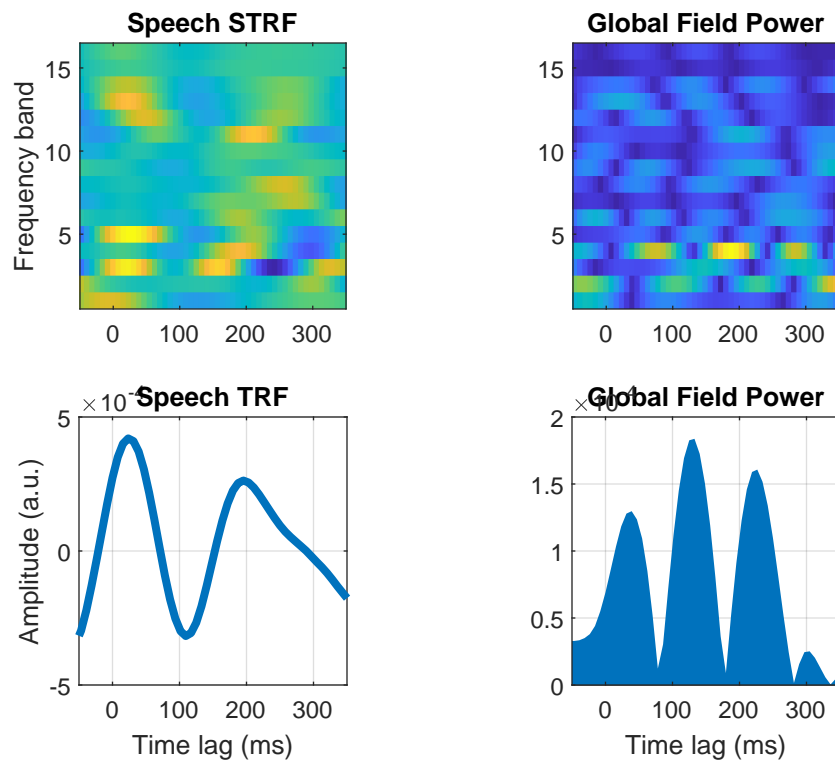 Speech STRF
Frequency band
15
10
5
0 100 200 300
Global Field Power
15
10
5
0 100 200 300
Speech TRF
× 10^-4
Amplitude (a.u.)
5
0
-5
0 100 200 300
Time lag (ms)
Global Field Power
2
1.5
1
0.5
0
0 100 200 300
Time lag (ms)